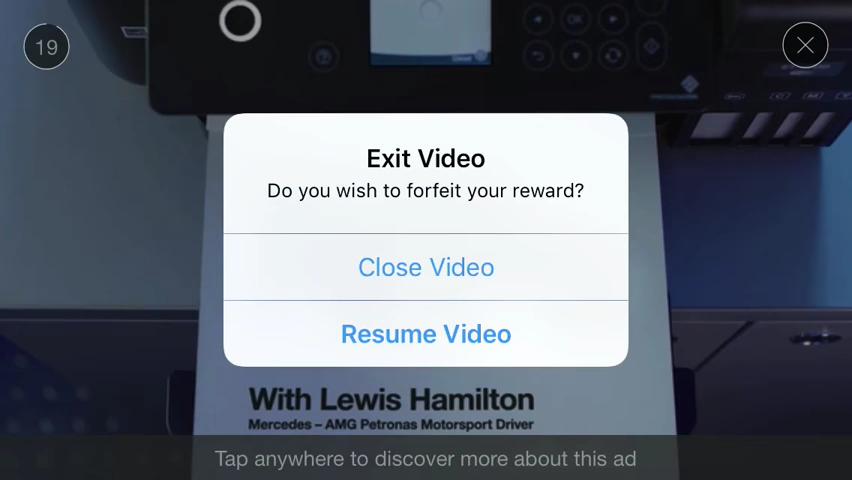 19
OK
Exit Video
Do you wish to forfeit your reward?
Close Video
Resume Video
With Lewis Hamilton
Mercedes – AMG Petronas Motorsport Driver
Tap anywhere to discover more about this ad